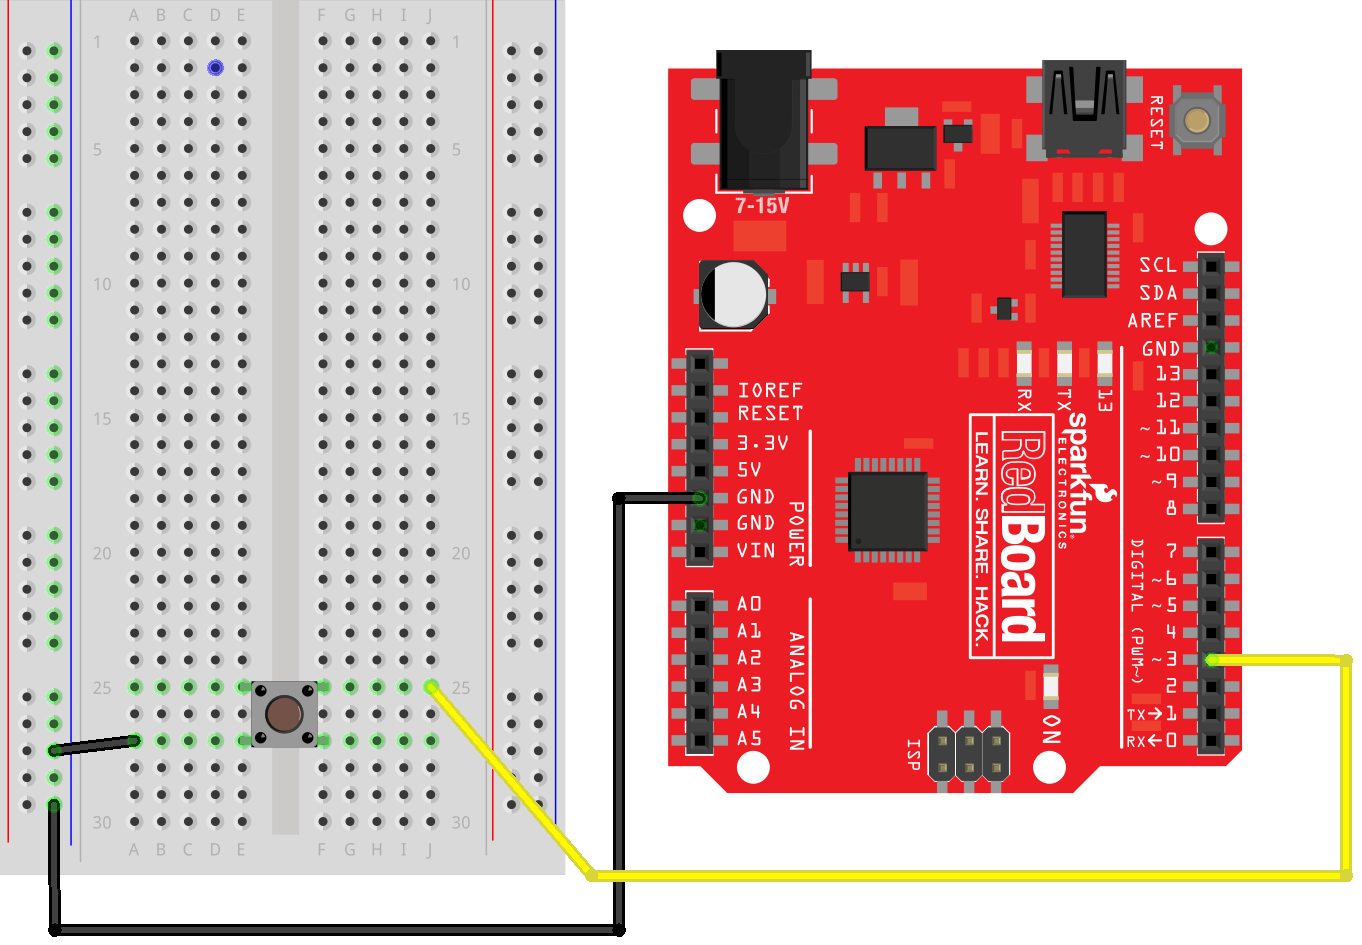 A B C D E F G H I J
1 1
5 5
10 10
15 15
20 20
25 25
30 30
A B C D E F G H I J
7-15V
RESET
SCL
SDA
AREF
GND
13
12
~11
~10
~9
8
7
~6
~5
4
~3
2
TX→1
RX←0
DIGITAL (PWM~)
IOREF
RESET
3.3V
5V
GND
GND
VIN
POWER
A0
A1
A2
A3
A4
A5
ANALOG IN
RX
TX
13
sparkfun
ELECTRONICS
RedBoard
LEARN. SHARE. HACK.
ON
ISP